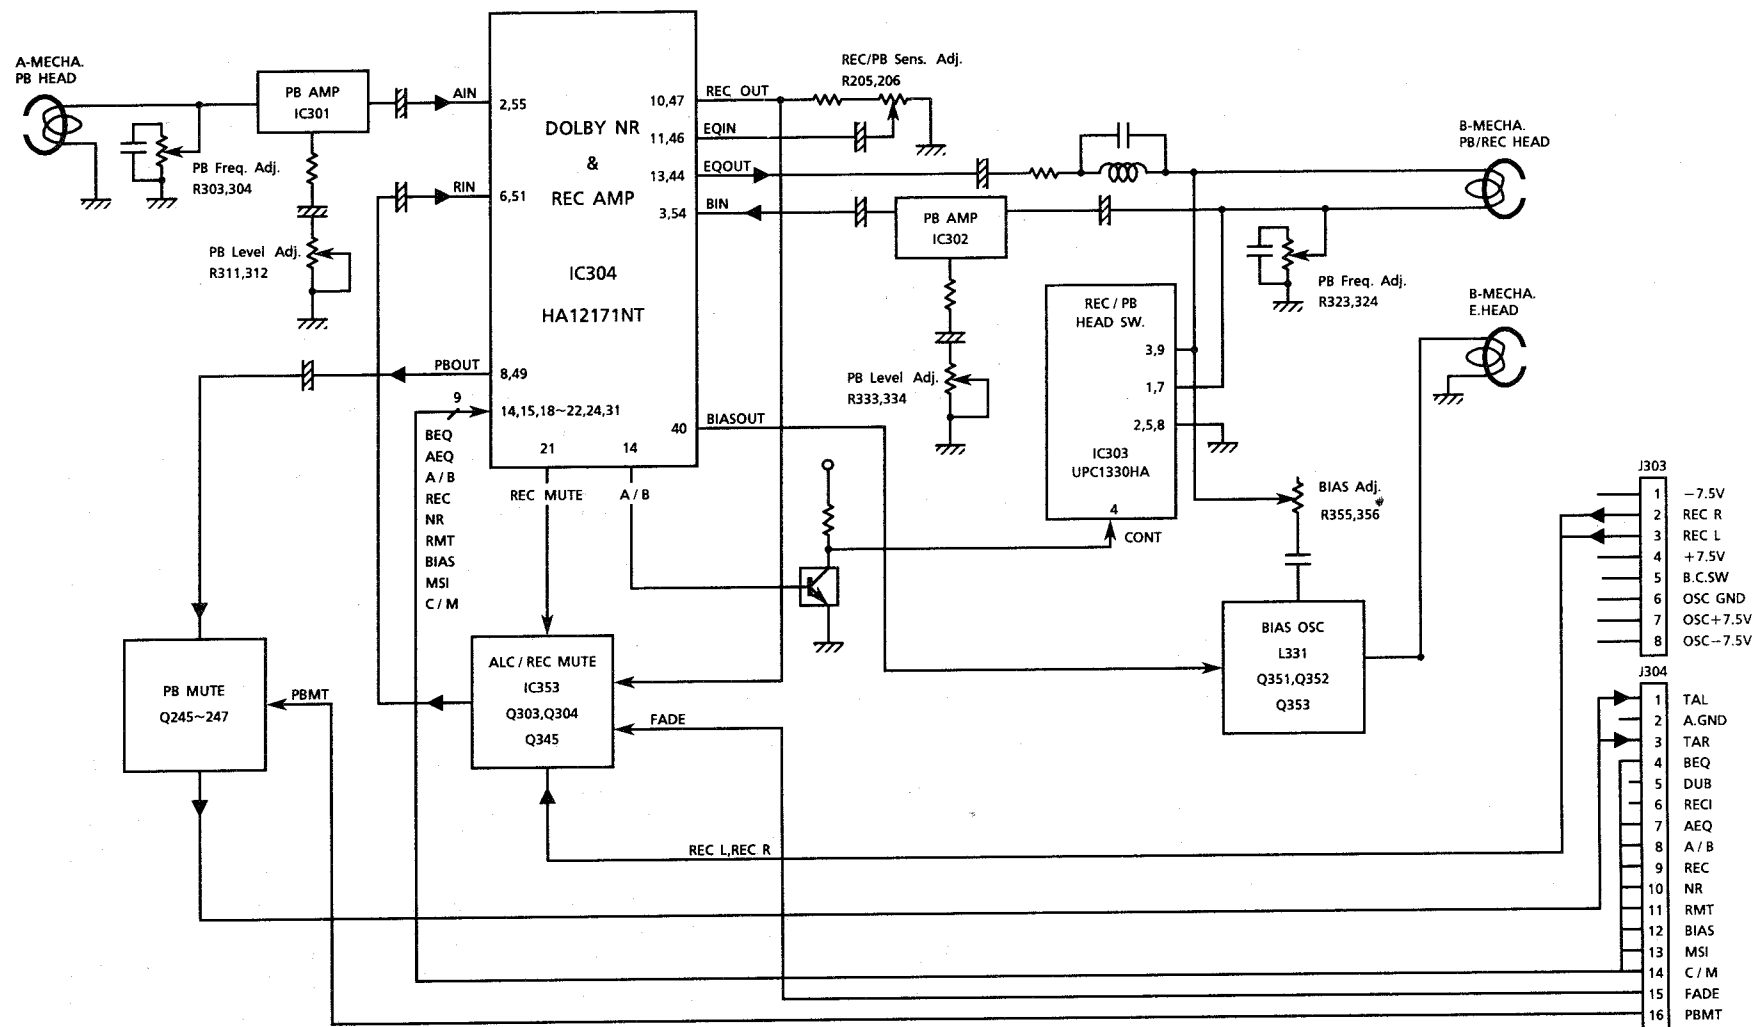 A-MECHA.
PB HEAD
PB AMP
IC301
PB Freq. Adj.
R303,304
PB Level Adj.
R311,312
AIN
RIN
2,55
6,51
DOLBY NR
&
REC AMP
IC304
HA12171NT
10,47
11,46
13,44
3,54
REC OUT
EQIN
EQOUT
BIN
REC/PB Sens. Adj.
R205,206
PB AMP
IC302
PB Level Adj.
R333,334
B-MECHA.
PB/REC HEAD
PB Freq. Adj.
R323,324
B-MECHA.
E.HEAD
REC / PB
HEAD SW.
3,9
1,7
2,5,8
IC303
UPC1330HA
4
CONT
BIAS Adj.
R355,356
PBOUT
8,49
9
14,15,18~22,24,31
40
BIASOUT
21
14
REC MUTE
A / B
BEQ
AEQ
A / B
REC
NR
RMT
BIAS
MSI
C / M
PB MUTE
Q245~247
PBMT
ALC / REC MUTE
IC353
Q303,Q304
Q345
FADE
REC L,REC R
BIAS OSC
L331
Q351,Q352
Q353
J303
1 −7.5V
2 REC R
3 REC L
4 +7.5V
5 B.C.SW
6 OSC GND
7 OSC+7.5V
8 OSC−7.5V
J304
1 TAL
2 A.GND
3 TAR
4 BEQ
5 DUB
6 RECI
7 AEQ
8 A / B
9 REC
10 NR
11 RMT
12 BIAS
13 MSI
14 C / M
15 FADE
16 PBMT